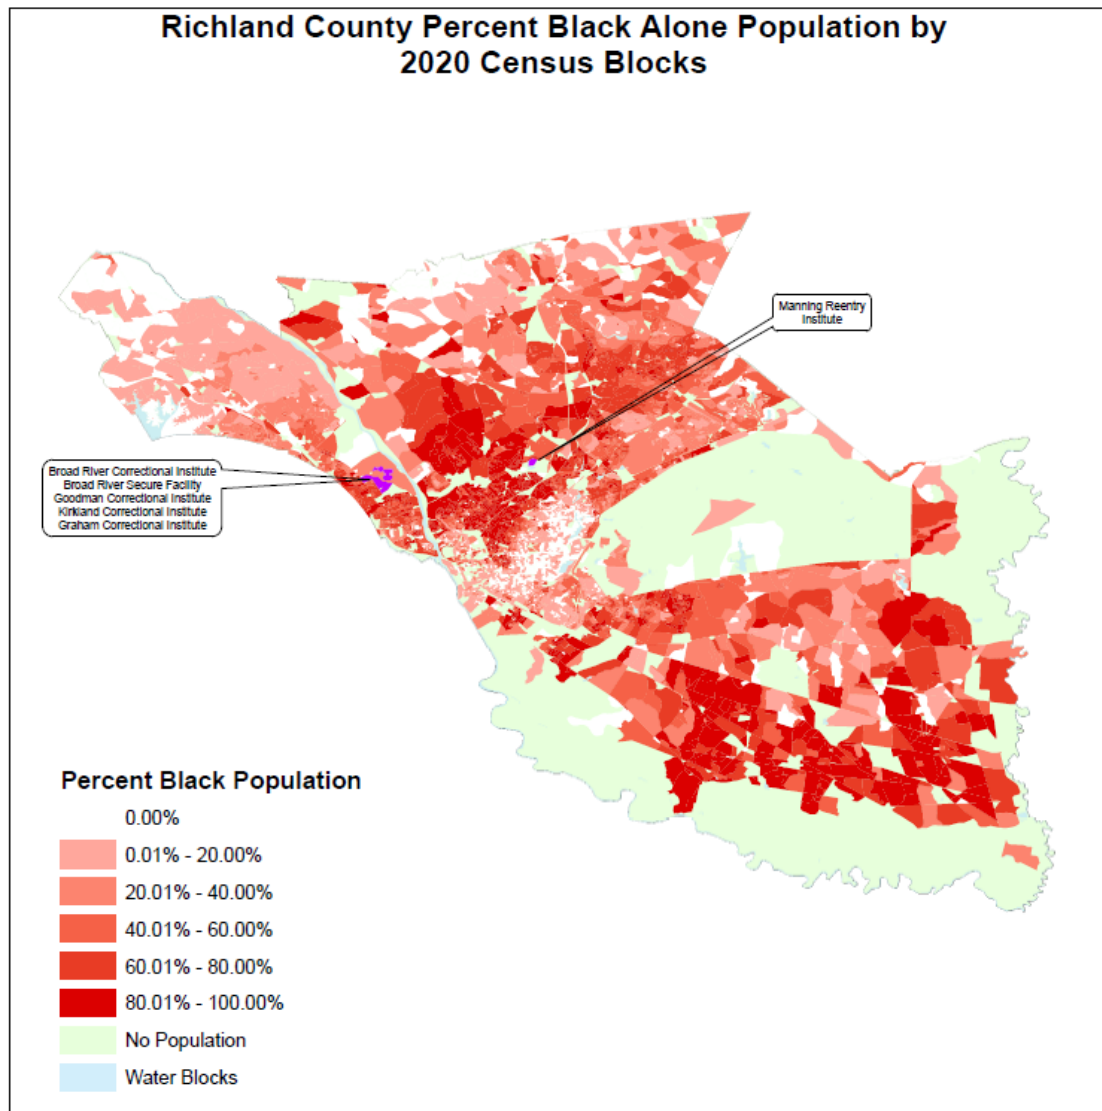 Richland County Percent Black Alone Population by
2020 Census Blocks
Manning Reentry
Institute
Broad River Correctional Institute
Broad River Secure Facility
Goodman Correctional Institute
Kirkland Correctional Institute
Graham Correctional Institute
Percent Black Population
0.00%
0.01% - 20.00%
20.01% - 40.00%
40.01% - 60.00%
60.01% - 80.00%
80.01% - 100.00%
No Population
Water Blocks